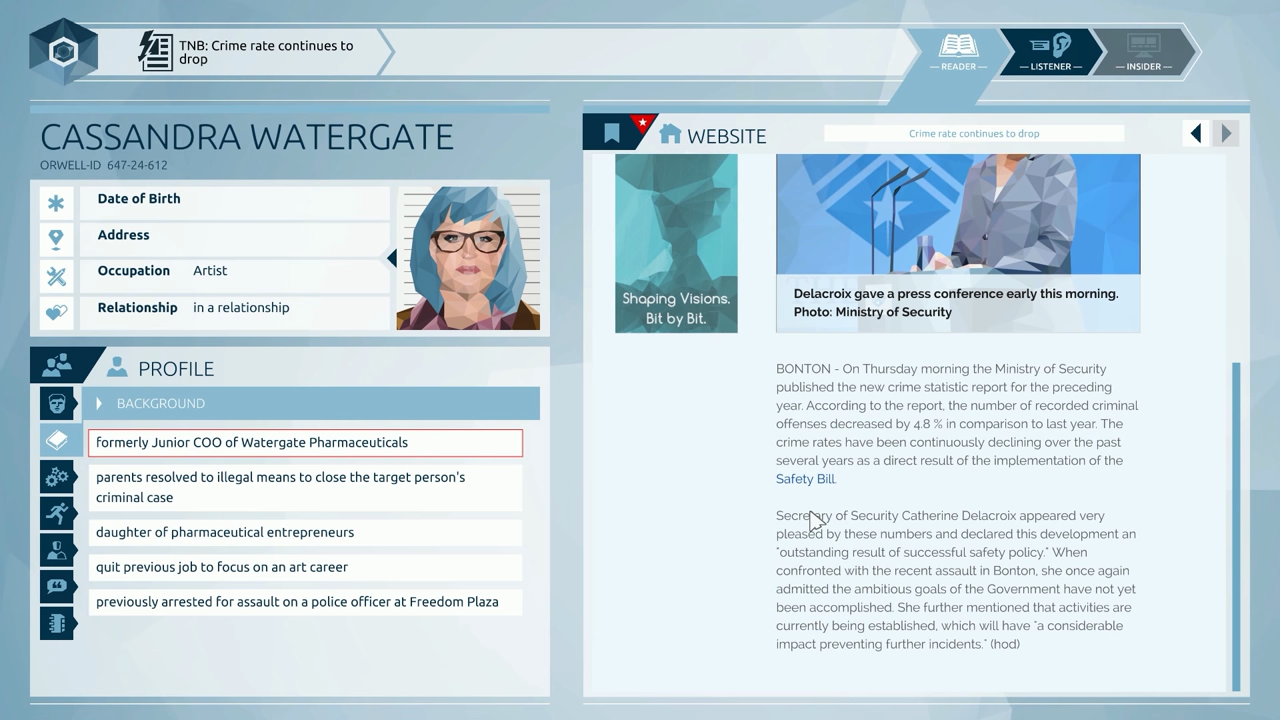 TNB: Crime rate continues to
drop
READER
LISTENER
INSIDER
CASSANDRA WATERGATE
ORWELL-ID 647-24-612
Date of Birth
Address
Occupation Artist
Relationship in a relationship
PROFILE
BACKGROUND
formerly Junior COO of Watergate Pharmaceuticals
parents resolved to illegal means to close the target person's
criminal case
daughter of pharmaceutical entrepreneurs
quit previous job to focus on an art career
previously arrested for assault on a police officer at Freedom Plaza
WEBSITE
Crime rate continues to drop
Shaping Visions.
Bit by Bit.
Delacroix gave a press conference early this morning.
Photo: Ministry of Security
BONTON - On Thursday morning the Ministry of Security
published the new crime statistic report for the preceding
year. According to the report, the number of recorded criminal
offenses decreased by 4.8 % in comparison to last year. The
crime rates have been continuously declining over the past
several years as a direct result of the implementation of the
Safety Bill.
Secretary of Security Catherine Delacroix appeared very
pleased by these numbers and declared this development an
"outstanding result of successful safety policy." When
confronted with the recent assault in Bonton, she once again
admitted the ambitious goals of the Government have not yet
been accomplished. She further mentioned that activities are
currently being established, which will have "a considerable
impact preventing further incidents." (hod)